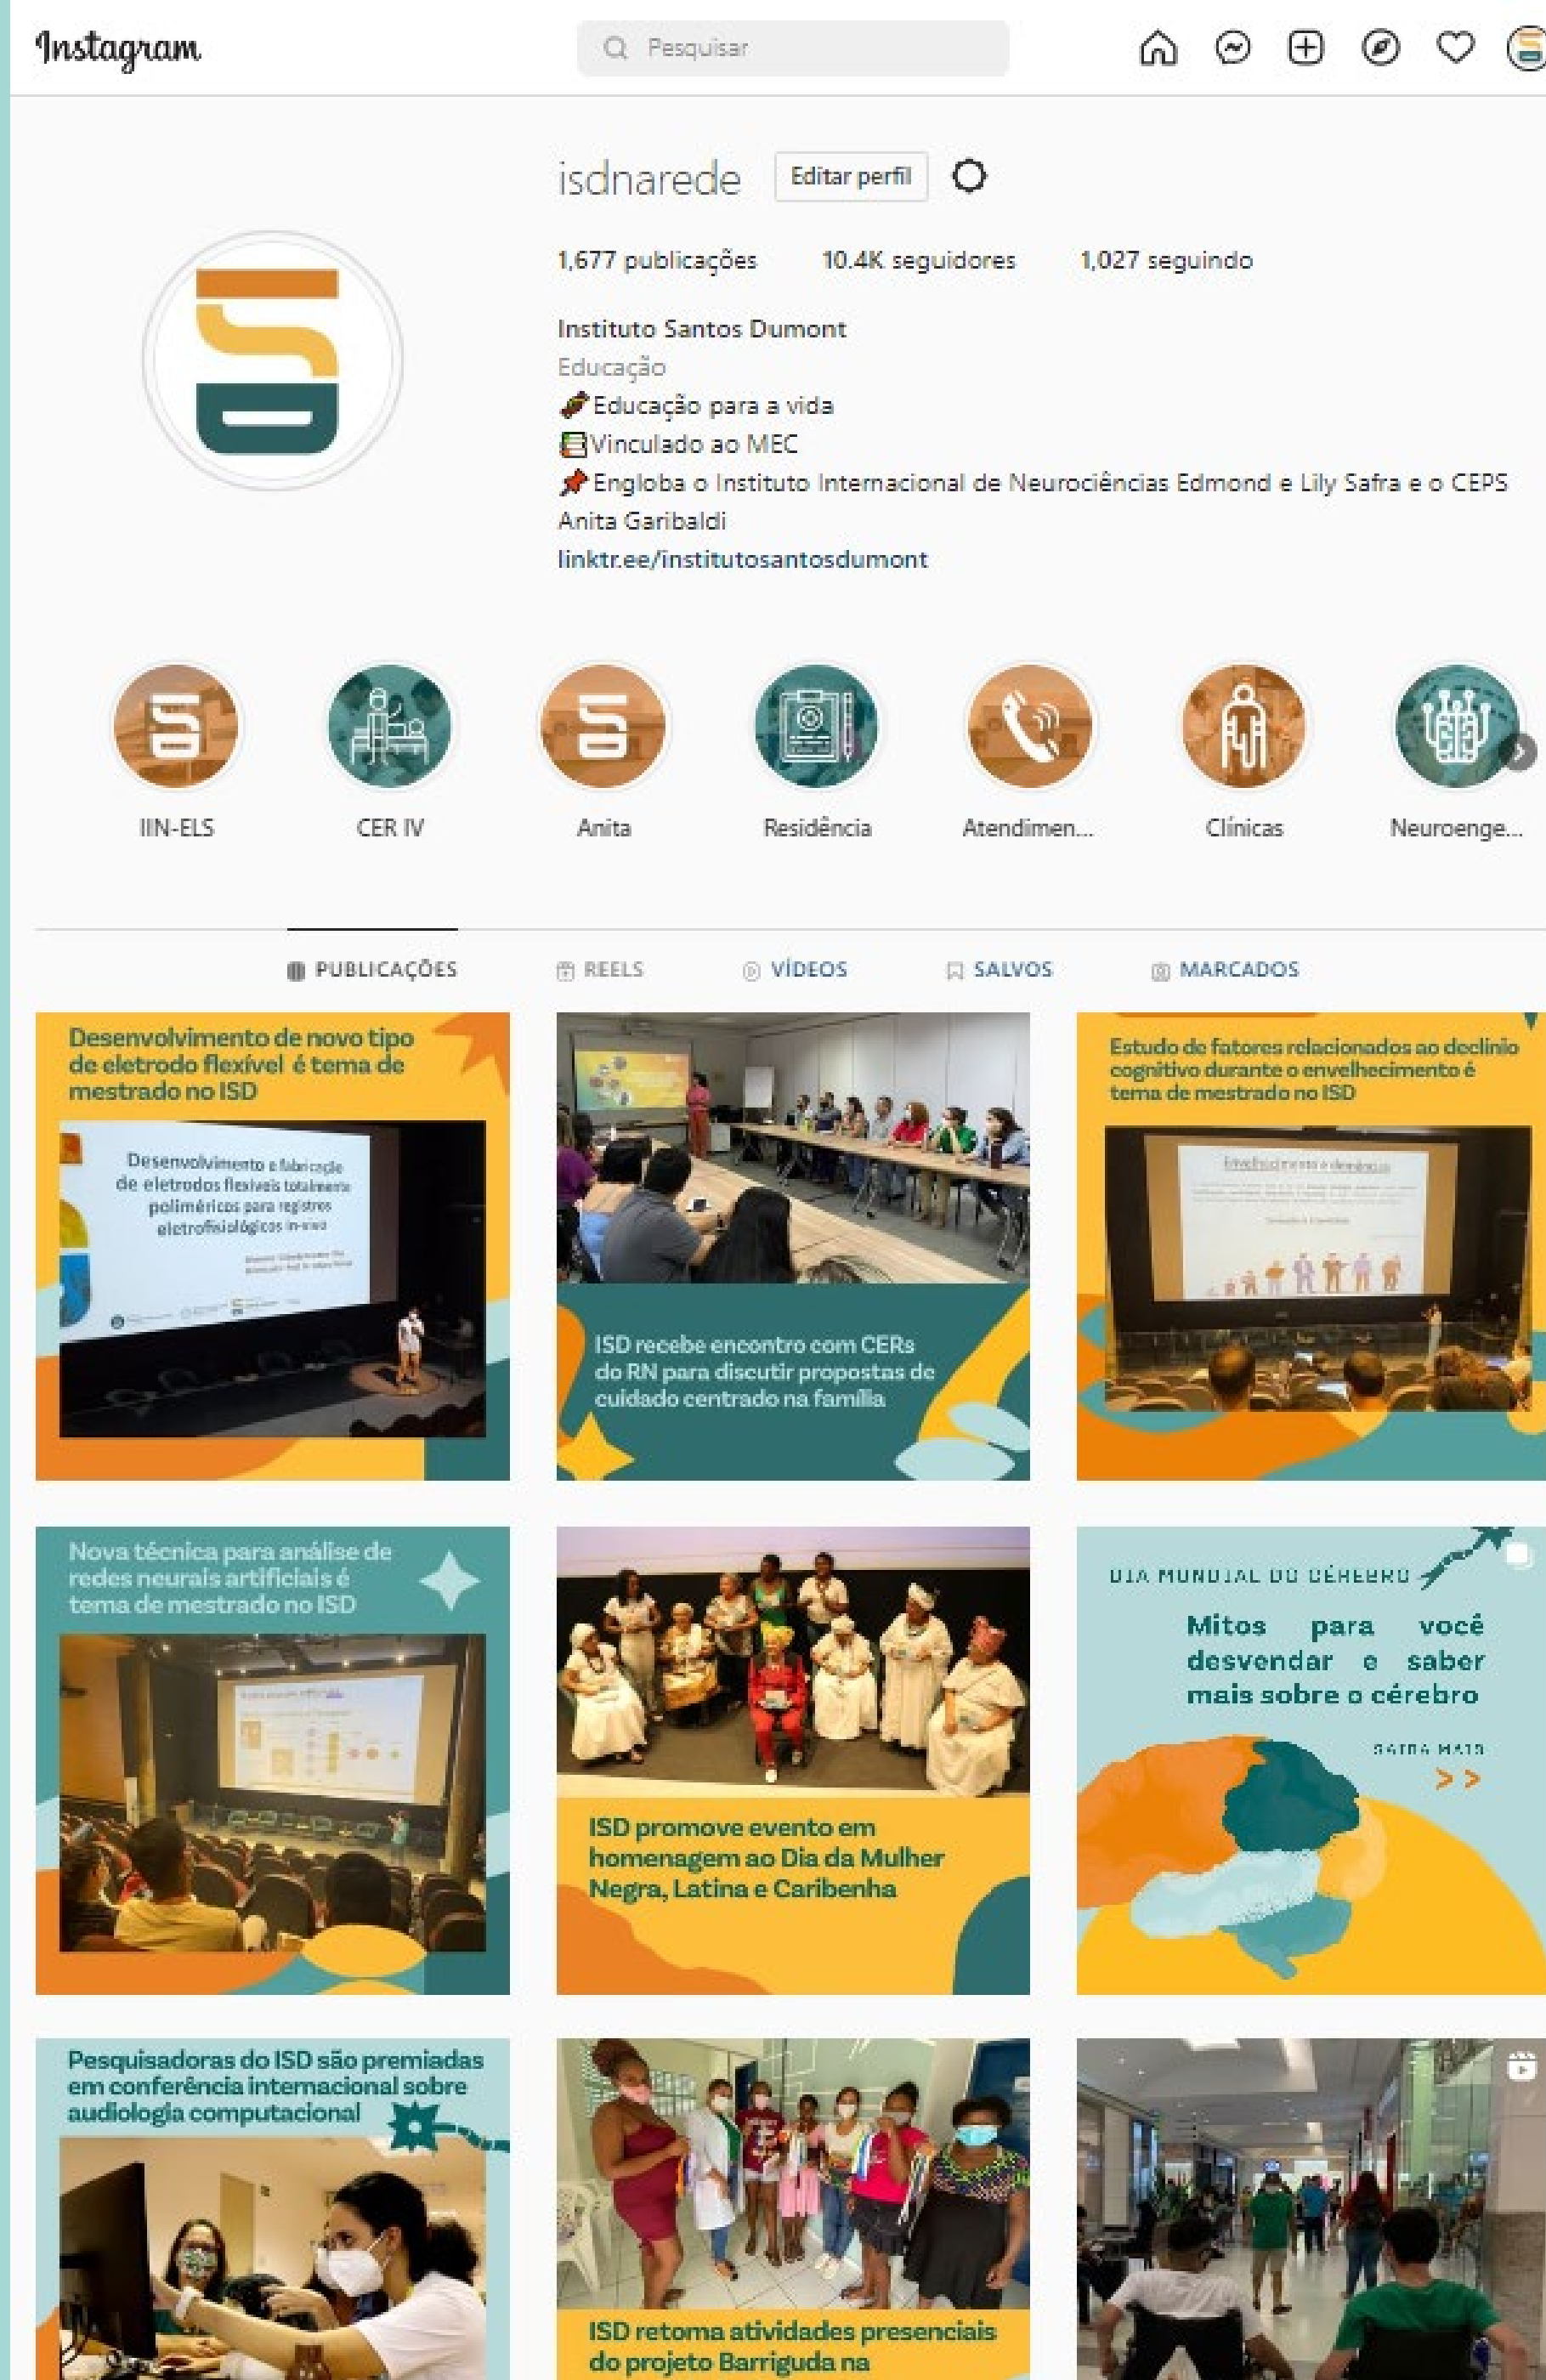 Instagram
Pesquisar
isdnarede
Editar perfil
1,677 publicações 10.4K seguidores 1,027 seguindo
Instituto Santos Dumont
Educação
Educação para a vida
Vinculado ao MEC
Engloba o Instituto Internacional de Neurociências Edmond e Lily Safra e o CEPS
Anita Garibaldi
linktr.ee/institutosantosdumont
IIN-ELS CER IV Anita Residência Atendimen... Clínicas Neuroenge...
PUBLICAÇÕES REELS VÍDEOS SALVOS MARCADOS
Desenvolvimento de novo tipo
de eletrodo flexível é tema de
mestrado no ISD
Desenvolvimento e fabricação
de eletrodos flexíveis totalmente
poliméricos para registros
eletrofisiológicos in-vivo
ISD recebe encontro com CERs
do RN para discutir propostas de
cuidado centrado na família
Estudo de fatores relacionados ao declínio
cognitivo durante o envelhecimento é
tema de mestrado no ISD
Envelhecimento e demências
Nova técnica para análise de
redes neurais artificiais é
tema de mestrado no ISD
ISD promove evento em
homenagem ao Dia da Mulher
Negra, Latina e Caribenha
DIA MUNDIAL DO CÉREBRO
Mitos para você
desvendar e saber
mais sobre o cérebro
SAIBA MAIS
>>
Pesquisadoras do ISD são premiadas
em conferência internacional sobre
audiologia computacional
ISD retoma atividades presenciais
do projeto Barriguda na